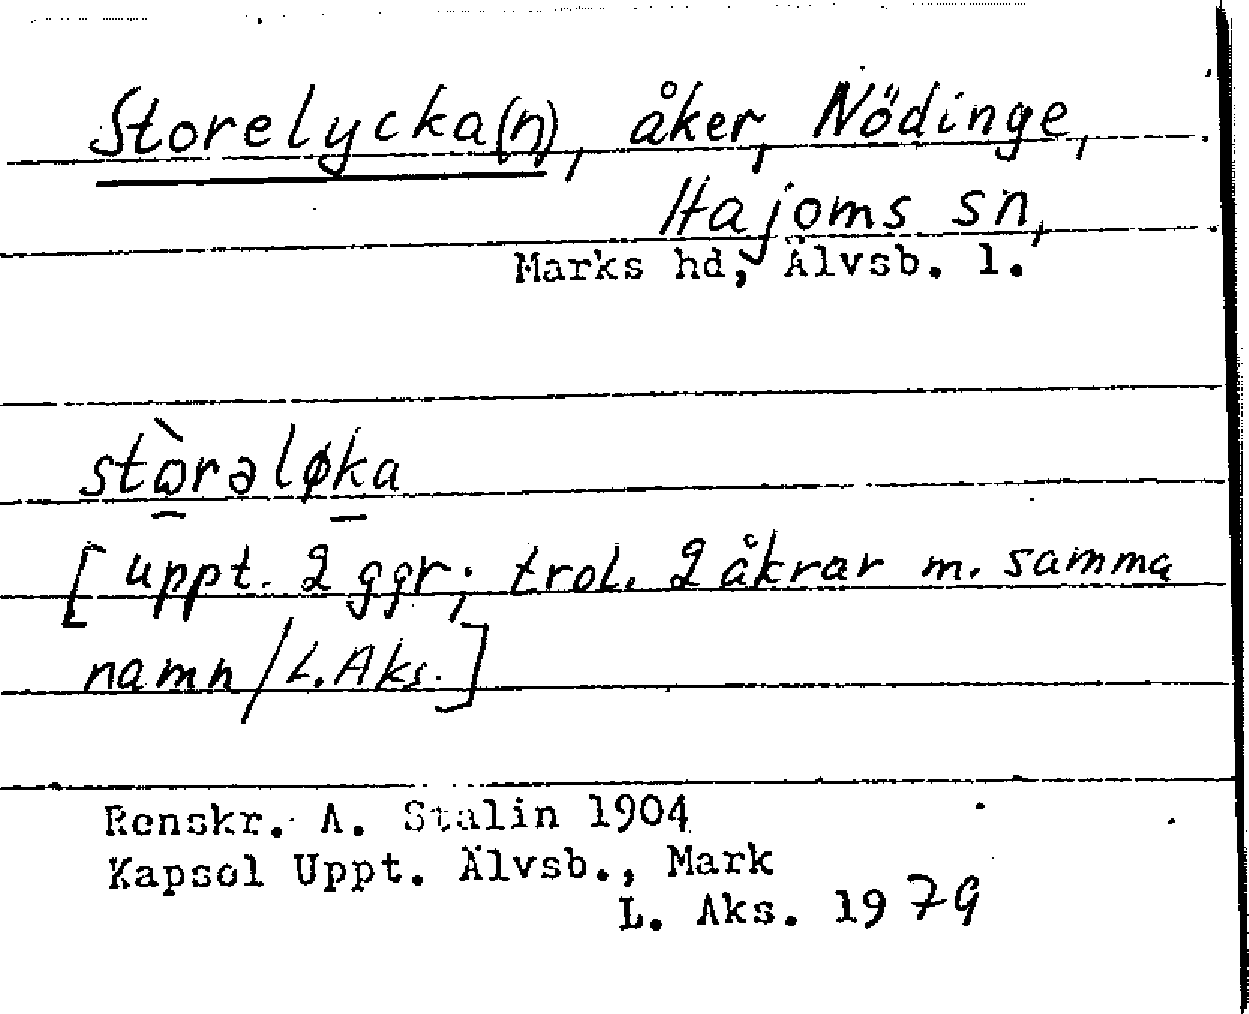 Storelycka(n), åker, Nödinge,
Hajoms sn,
Marks hd, Älvsb. l.
stòrəløka
[uppt. 2 ggr; trol. 2 åkrar m. samma
namn/L. Aks.]
Renskr. A. Stalin 1904
Kapsel Uppt. Älvsb., Mark
L. Aks. 1979